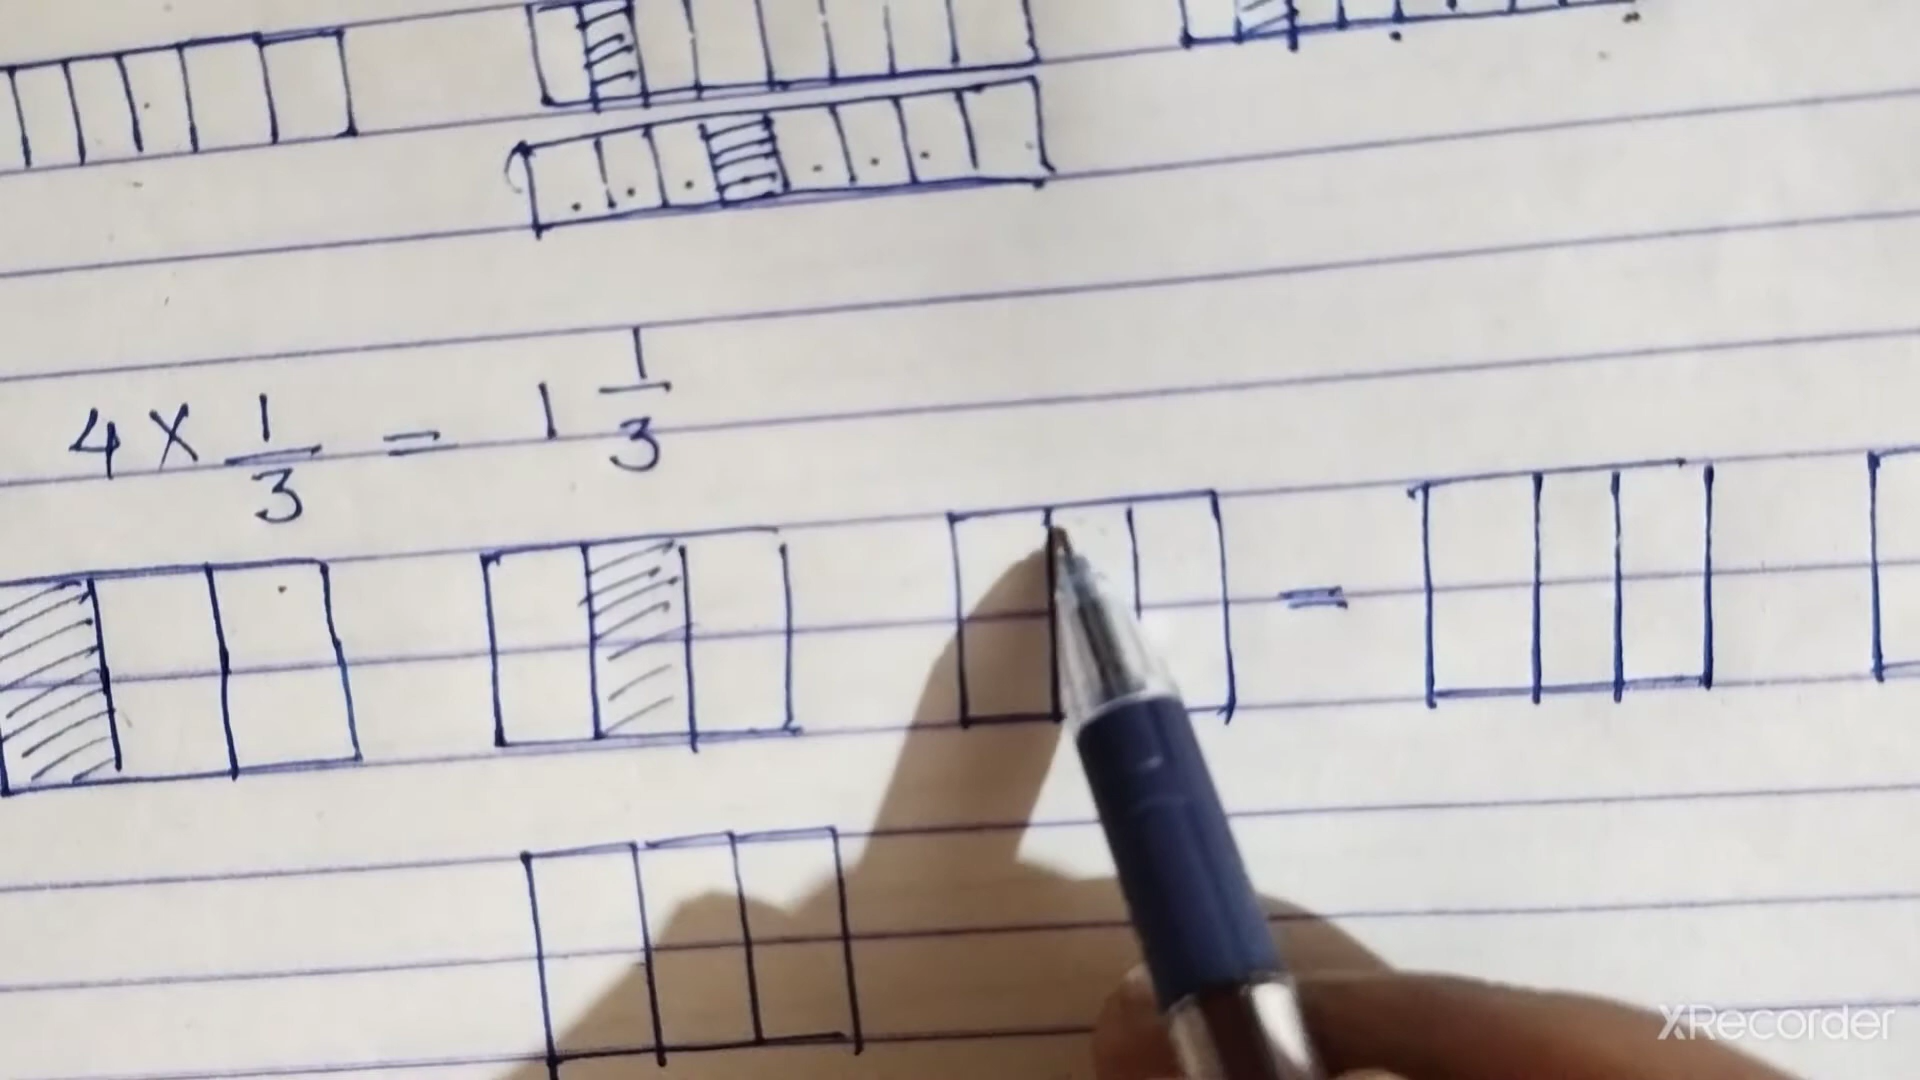 4 × 1/3 = 1 1/3
=
XRecorder